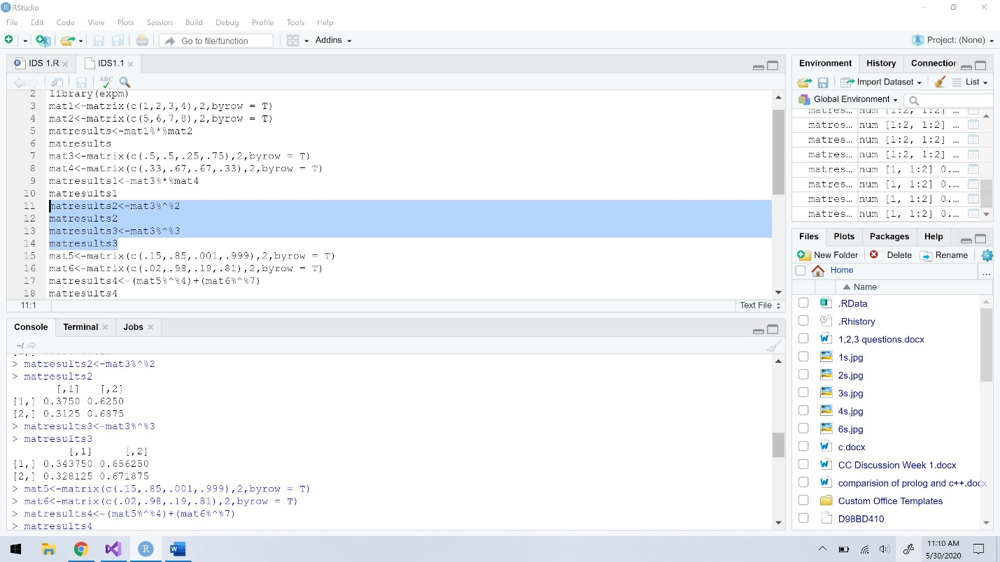 RStudio
File Edit Code View Plots Session Build Debug Profile Tools Help
Go to file/function Addins Project: (None)
IDS 1.R IDS1.1
ABC
2 library(expm)
3 mat1<-matrix(c(1,2,3,4),2,byrow = T)
4 mat2<-matrix(c(5,6,7,8),2,byrow = T)
5 matresults<-mat1%*%mat2
6 matresults
7 mat3<-matrix(c(.5,.5,.25,.75),2,byrow = T)
8 mat4<-matrix(c(.33,.67,.67,.33),2,byrow = T)
9 matresults1<-mat3%*%mat4
10 matresults1
11 matresults2<-mat3%^%2
12 matresults2
13 matresults3<-mat3%^%3
14 matresults3
15 mat5<-matrix(c(.15,.85,.001,.999),2,byrow = T)
16 mat6<-matrix(c(.02,.98,.19,.81),2,byrow = T)
17 matresults4<-(mat5%^%4)+(mat6%^%7)
18 matresults4
11:1 Text File
Console Terminal Jobs
~/
> matresults2<-mat3%^%2
> matresults2
[,1] [,2]
[1,] 0.3750 0.6250
[2,] 0.3125 0.6875
> matresults3<-mat3%^%3
> matresults3
[,1] [,2]
[1,] 0.343750 0.656250
[2,] 0.328125 0.671875
> mat5<-matrix(c(.15,.85,.001,.999),2,byrow = T)
> mat6<-matrix(c(.02,.98,.19,.81),2,byrow = T)
> matresults4<-(mat5%^%4)+(mat6%^%7)
> matresults4
Environment History Connection
Import Dataset List
Global Environment
matres… num [1:2, 1:2] …
matres… num [1:2, 1:2] …
matres… num [1:2, 1:2] …
matres… num [1:2, 1:2] …
matres… num [1, 1:2] 0.…
matres… num [1, 1:2] 0.…
matres… num [1, 1:2] 0.…
matres… num [1, 1:2] 0.…
Files Plots Packages Help
New Folder Delete Rename
Home ...
Name
.RData
.Rhistory
1,2,3 questions.docx
1s.jpg
2s.jpg
3s.jpg
4s.jpg
6s.jpg
c.docx
CC Discussion Week 1.docx
comparision of prolog and c++.docx
Custom Office Templates
D98BD410
11:10 AM
5/30/2020